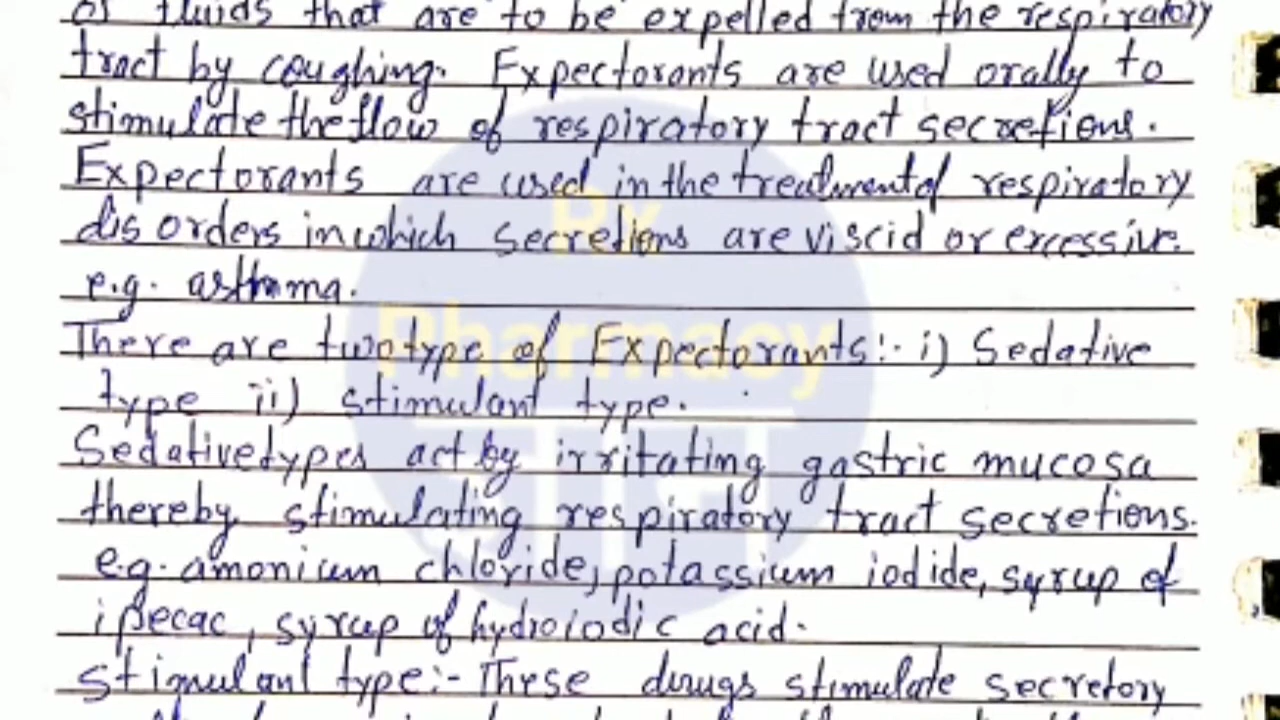 of fluids that are to be expelled from the respiratory
tract by coughing. Expectorants are used orally to
stimulate the flow of respiratory tract secretions.
Expectorants are used in the treatment of respiratory
disorders in which secretions are viscid or excessive.
e.g. asthma.
There are two type of Expectorants:- i) Sedative
type ii) stimulant type.
Sedative types act by irritating gastric mucosa
thereby stimulating respiratory tract secretions.
e.g. amonium chloride, potassium iodide, syrup of
ipecac, syrup of hydroiodic acid.
stimulant type:- These drugs stimulate secretory
Rx
Pharmacy